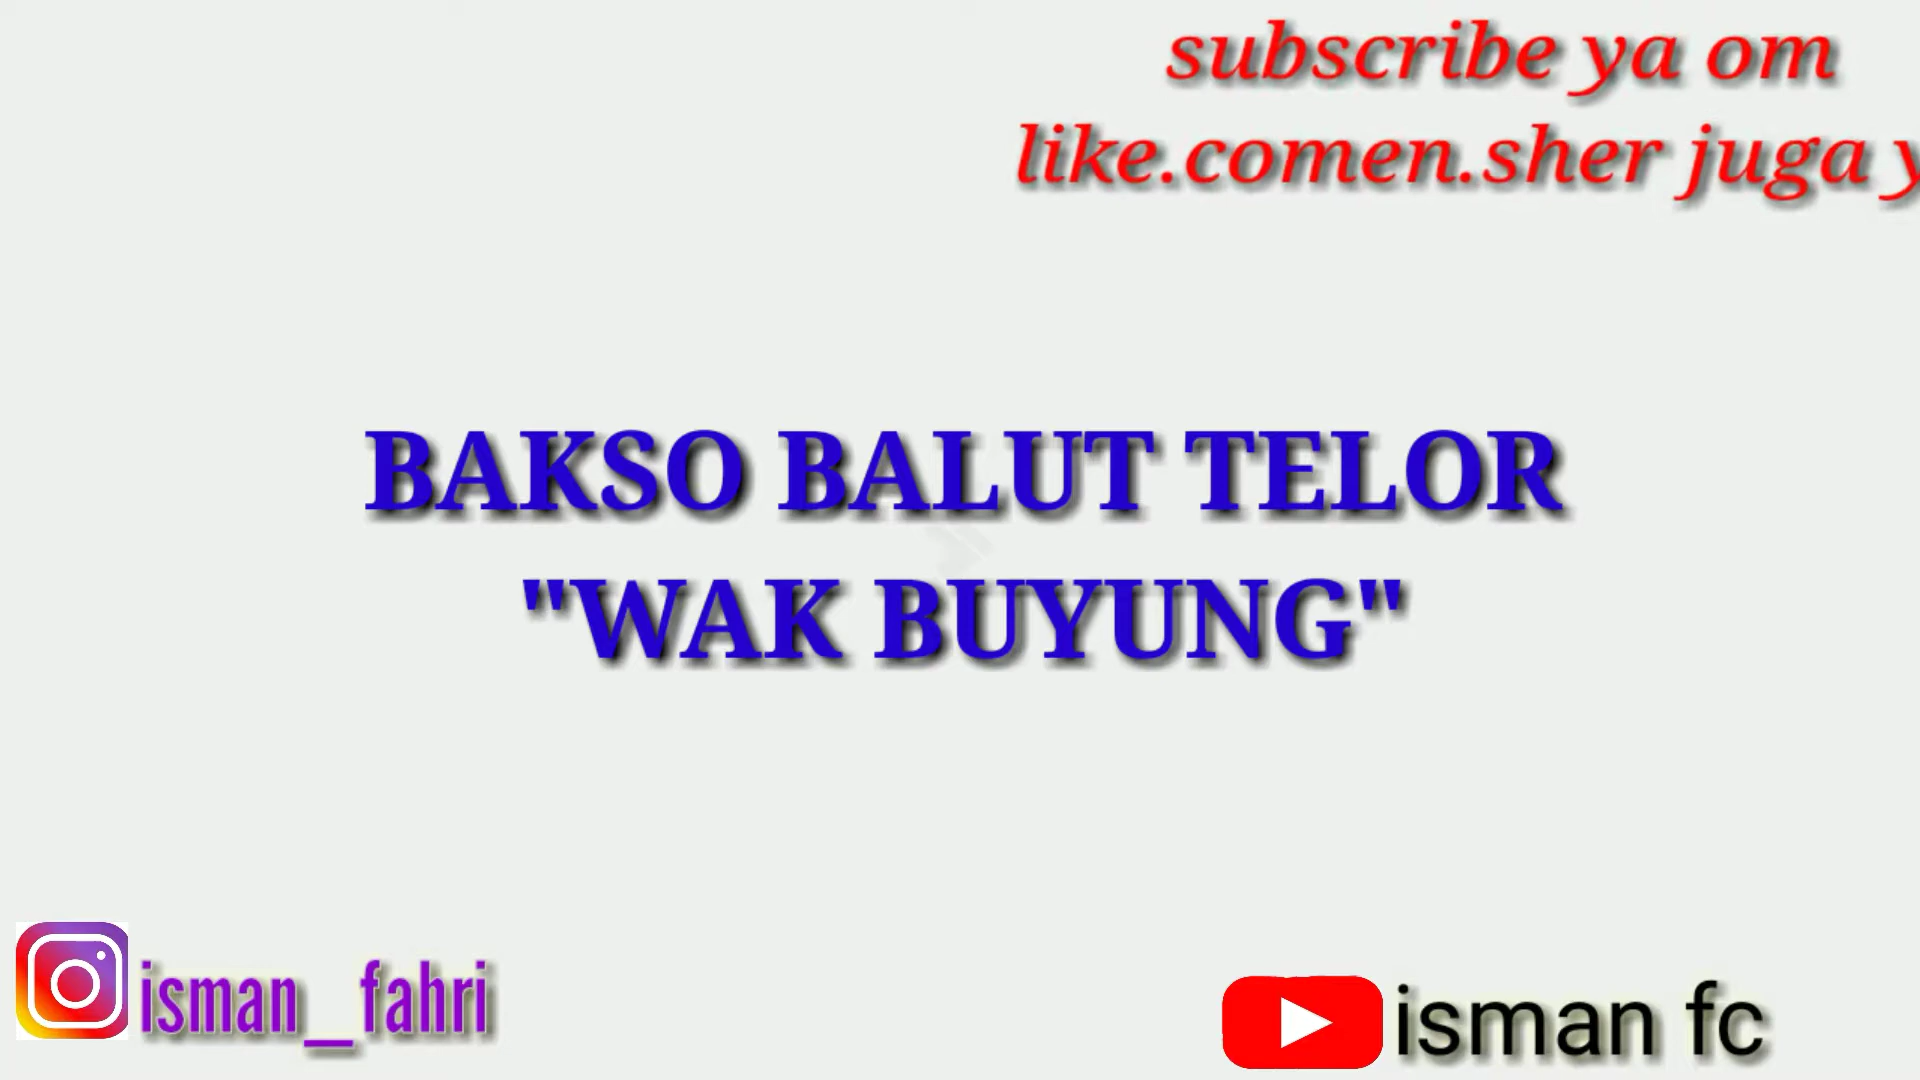 subscribe ya om
like.comen.sher juga y
BAKSO BALUT TELOR
"WAK BUYUNG"
isman_fahri
isman fc